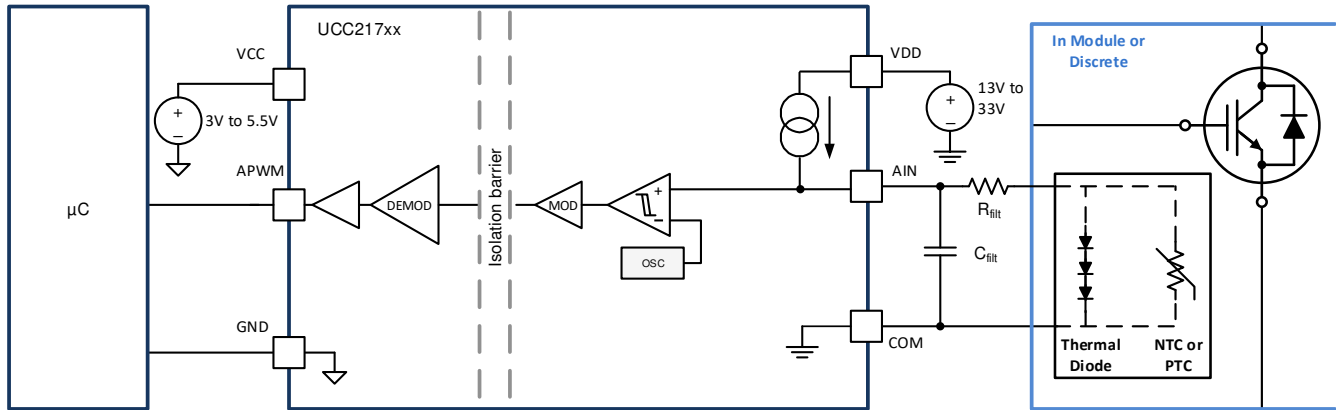 UCC217xx
In Module or
Discrete
VCC
VDD
+
−
3V to 5.5V
+
−
13V to
33V
APWM
AIN
µC
DEMOD
Isolation barrier
MOD
+
−
OSC
Rfilt
Cfilt
GND
COM
Thermal
Diode
NTC or
PTC